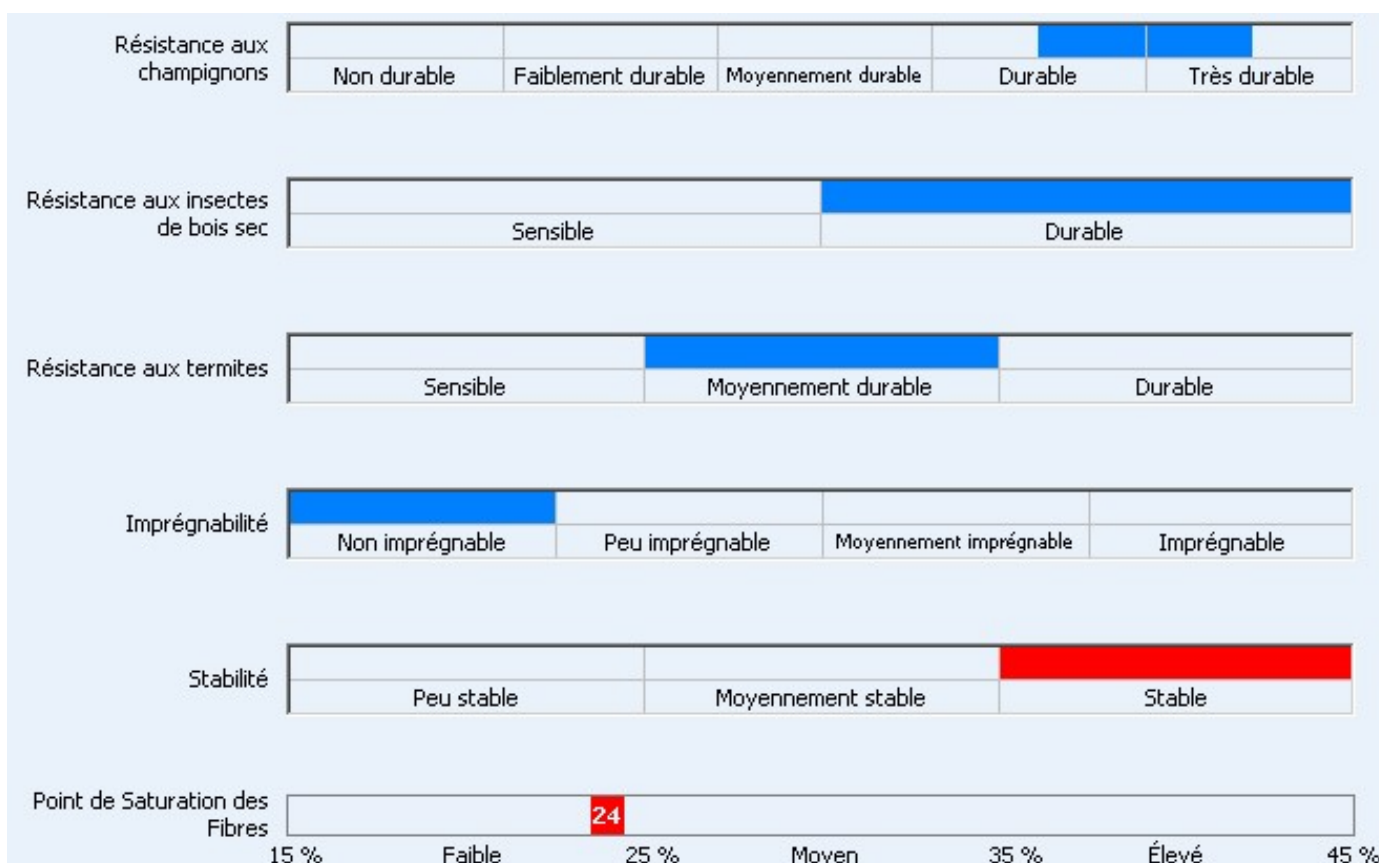 Résistance aux
champignons
Non durable Faiblement durable Moyennement durable Durable Très durable
Résistance aux insectes
de bois sec
Sensible Durable
Résistance aux termites
Sensible Moyennement durable Durable
Imprégnabilité
Non imprégnable Peu imprégnable Moyennement imprégnable Imprégnable
Stabilité
Peu stable Moyennement stable Stable
Point de Saturation des
Fibres
24
15 % Faible 25 % Moyen 35 % Élevé 45 %